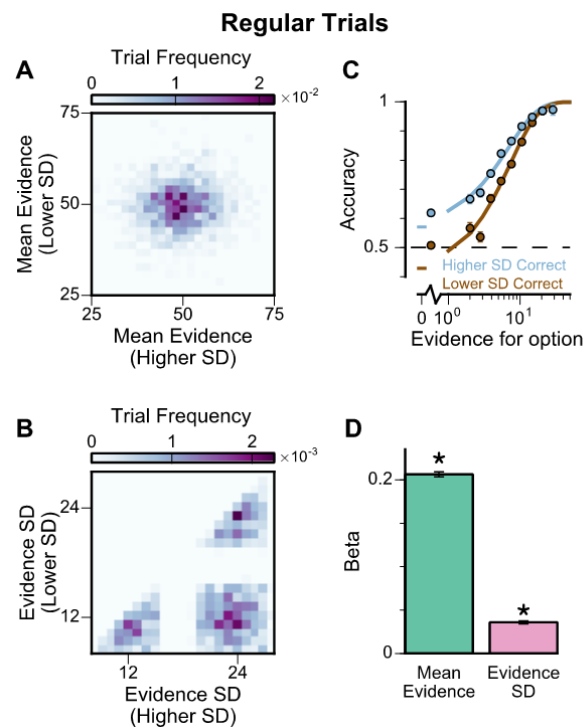 Regular Trials
A
Trial Frequency
0 1 2
×10⁻²
Mean Evidence
(Lower SD)
75
50
25
25 50 75
Mean Evidence
(Higher SD)
C
Accuracy
1
0.5
Higher SD Correct
Lower SD Correct
0 10⁰ 10¹
Evidence for option
B
Trial Frequency
0 1 2
×10⁻³
Evidence SD
(Lower SD)
24
12
12 24
Evidence SD
(Higher SD)
D
Beta
0.2
0
*
*
Mean
Evidence
Evidence
SD